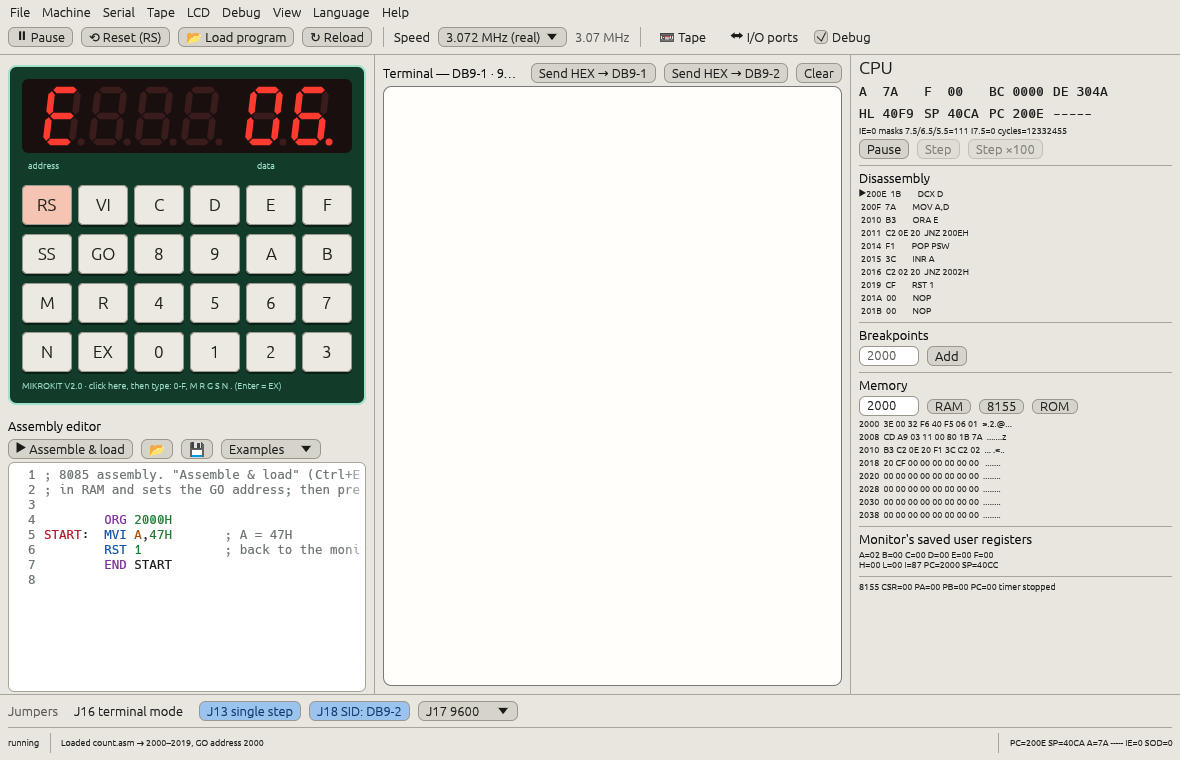 File Machine Serial Tape LCD Debug View Language Help
Pause Reset (RS) Load program Reload Speed 3.072 MHz (real) 3.07 MHz Tape I/O ports Debug
E 06.
address data
RS VI C D E F
SS GO 8 9 A B
M R 4 5 6 7
N EX 0 1 2 3
MIKROKIT V2.0 · click here, then type: 0-F, M R G S N . (Enter = EX)
Assembly editor
Assemble & load Examples
1 ; 8085 assembly. "Assemble & load" (Ctrl+E
2 ; in RAM and sets the GO address; then pre
3
4 ORG 2000H
5 START: MVI A,47H ; A = 47H
6 RST 1 ; back to the moni
7 END START
8
Terminal — DB9-1 · 9… Send HEX → DB9-1 Send HEX → DB9-2 Clear
CPU
A 7A F 00 BC 0000 DE 304A
HL 40F9 SP 40CA PC 200E -----
IE=0 masks 7.5/6.5/5.5=111 I7.5=0 cycles=12332455
Pause Step Step ×100
Disassembly
▶200E 1B DCX D
200F 7A MOV A,D
2010 B3 ORA E
2011 C2 0E 20 JNZ 200EH
2014 F1 POP PSW
2015 3C INR A
2016 C2 02 20 JNZ 2002H
2019 CF RST 1
201A 00 NOP
201B 00 NOP
Breakpoints
2000 Add
Memory
2000 RAM 8155 ROM
2000 3E 00 32 F6 40 F5 06 01 >.2.@...
2008 CD A9 03 11 00 80 1B 7A .......z
2010 B3 C2 0E 20 F1 3C C2 02 ... .<..
2018 20 CF 00 00 00 00 00 00 .......
2020 00 00 00 00 00 00 00 00 ........
2028 00 00 00 00 00 00 00 00 ........
2030 00 00 00 00 00 00 00 00 ........
2038 00 00 00 00 00 00 00 00 ........
Monitor's saved user registers
A=02 B=00 C=00 D=00 E=00 F=00
H=00 L=00 I=87 PC=2000 SP=40CC
8155 CSR=00 PA=00 PB=00 PC=00 timer stopped
Jumpers J16 terminal mode J13 single step J18 SID: DB9-2 J17 9600
running Loaded count.asm → 2000–2019, GO address 2000 PC=200E SP=40CA A=7A ----- IE=0 SOD=0